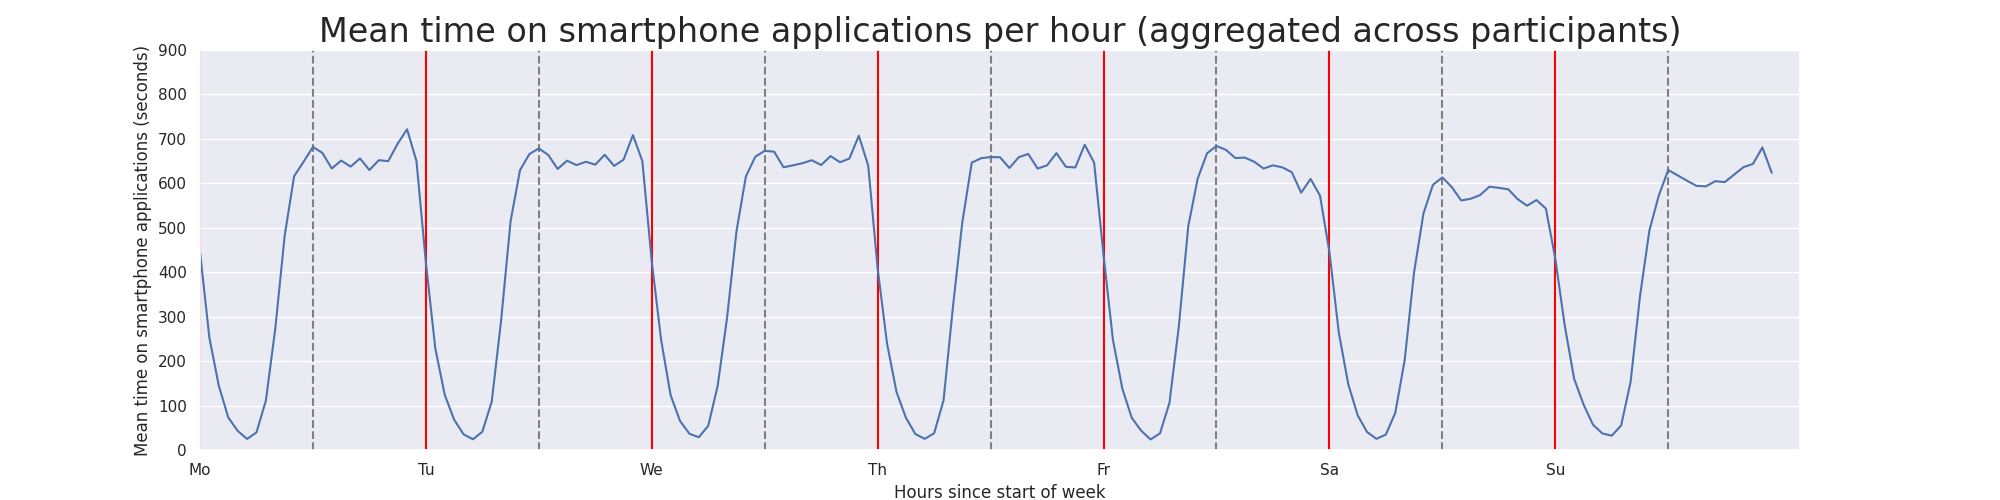 Mean time on smartphone applications per hour (aggregated across participants)
Mean time on smartphone applications (seconds)
900
800
700
600
500
400
300
200
100
0
Mo Tu We Th Fr Sa Su
Hours since start of week